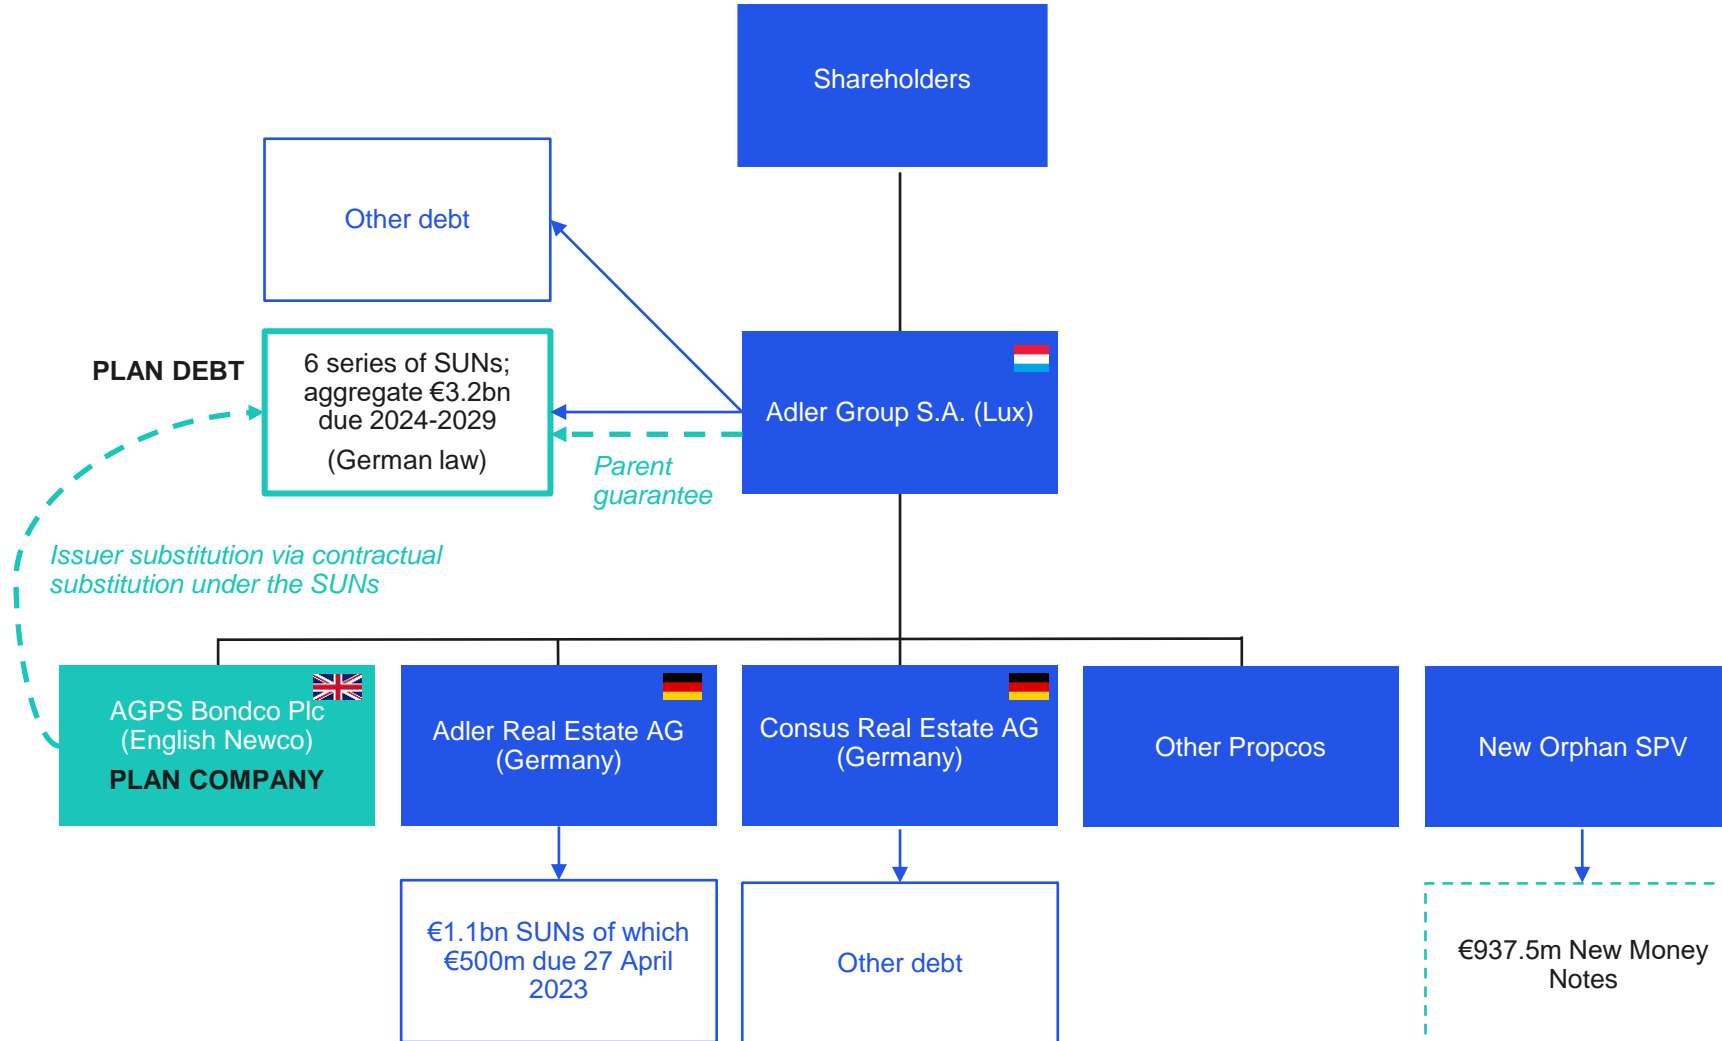 Shareholders
Other debt
PLAN DEBT
6 series of SUNs;
aggregate €3.2bn
due 2024-2029
(German law)
Adler Group S.A. (Lux)
Parent
guarantee
Issuer substitution via contractual
substitution under the SUNs
AGPS Bondco Plc
(English Newco)
PLAN COMPANY
Adler Real Estate AG
(Germany)
Consus Real Estate AG
(Germany)
Other Propcos
New Orphan SPV
€1.1bn SUNs of which
€500m due 27 April
2023
Other debt
€937.5m New Money
Notes